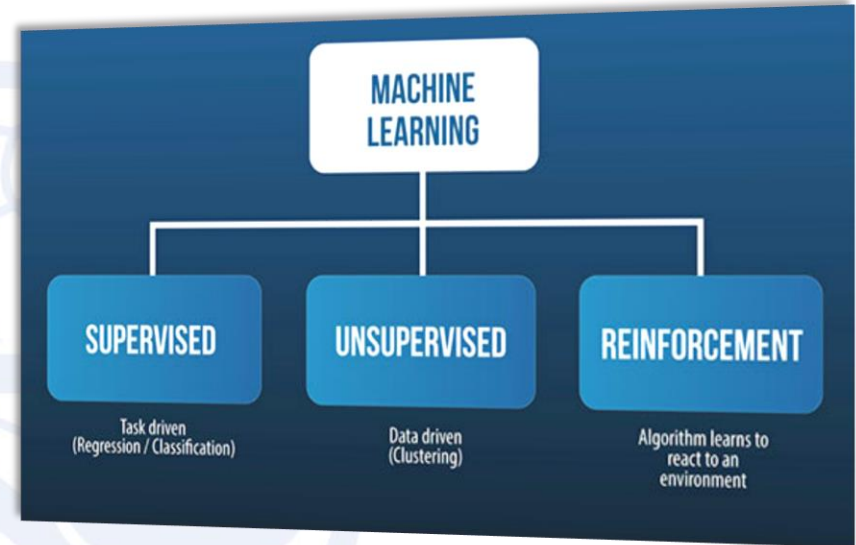 MACHINE
LEARNING
SUPERVISED
Task driven
(Regression / Classification)
UNSUPERVISED
Data driven
(Clustering)
REINFORCEMENT
Algorithm learns to
react to an
environment